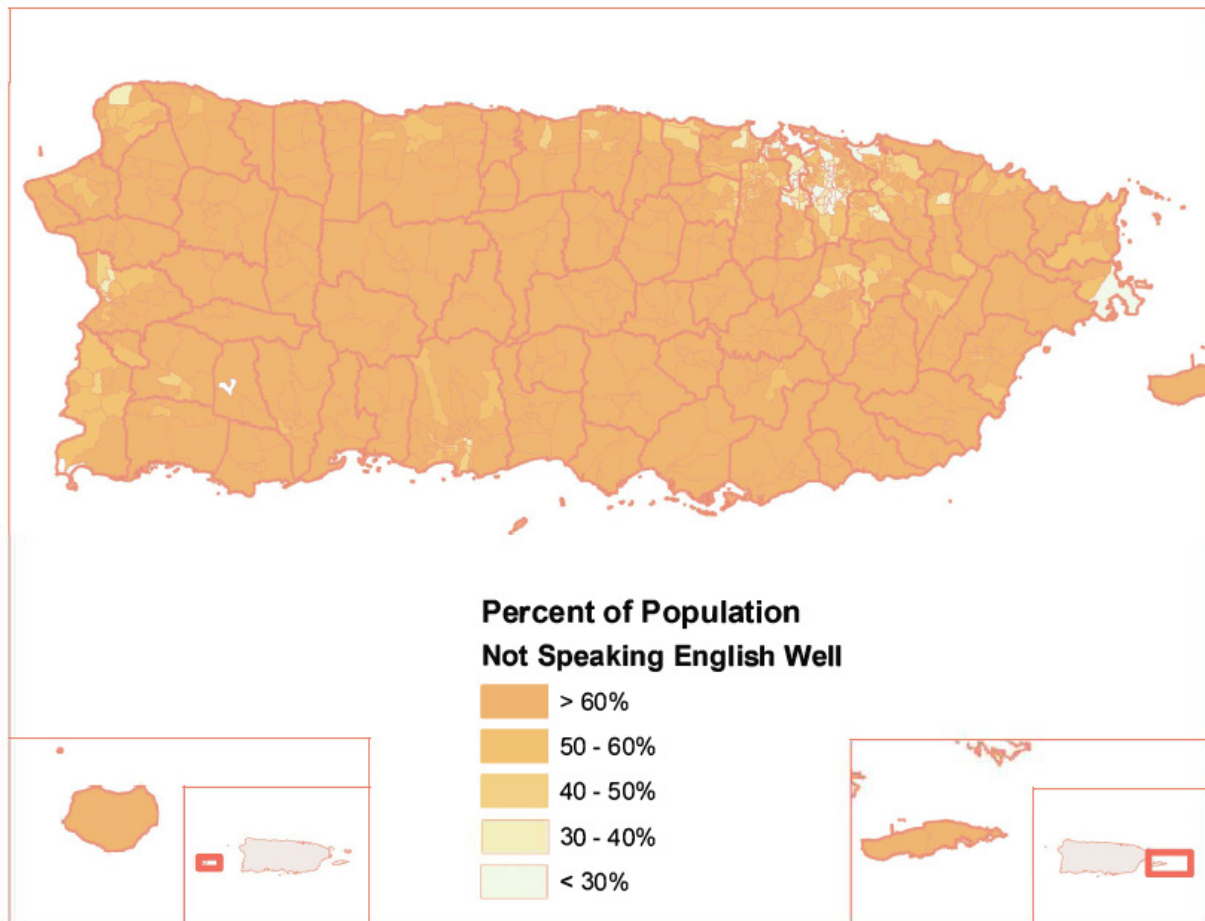 Percent of Population
Not Speaking English Well
> 60%
50 - 60%
40 - 50%
30 - 40%
< 30%